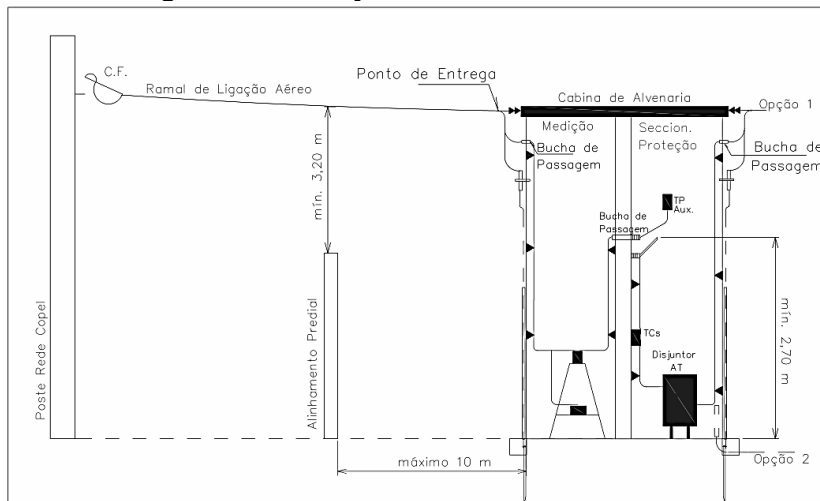 C.F.
Ramal de Ligação Aéreo
Ponto de Entrega
Cabina de Alvenaria
Opção 1
Medição
Seccion.
Proteção
Bucha de
Passagem
Bucha de
Passagem
mín. 3,20 m
TP
Aux.
Bucha de
Passagem
mín. 2,70 m
TCs
Disjuntor
AT
Poste Rede Copel
Alinhamento Predial
máximo 10 m
Opção 2